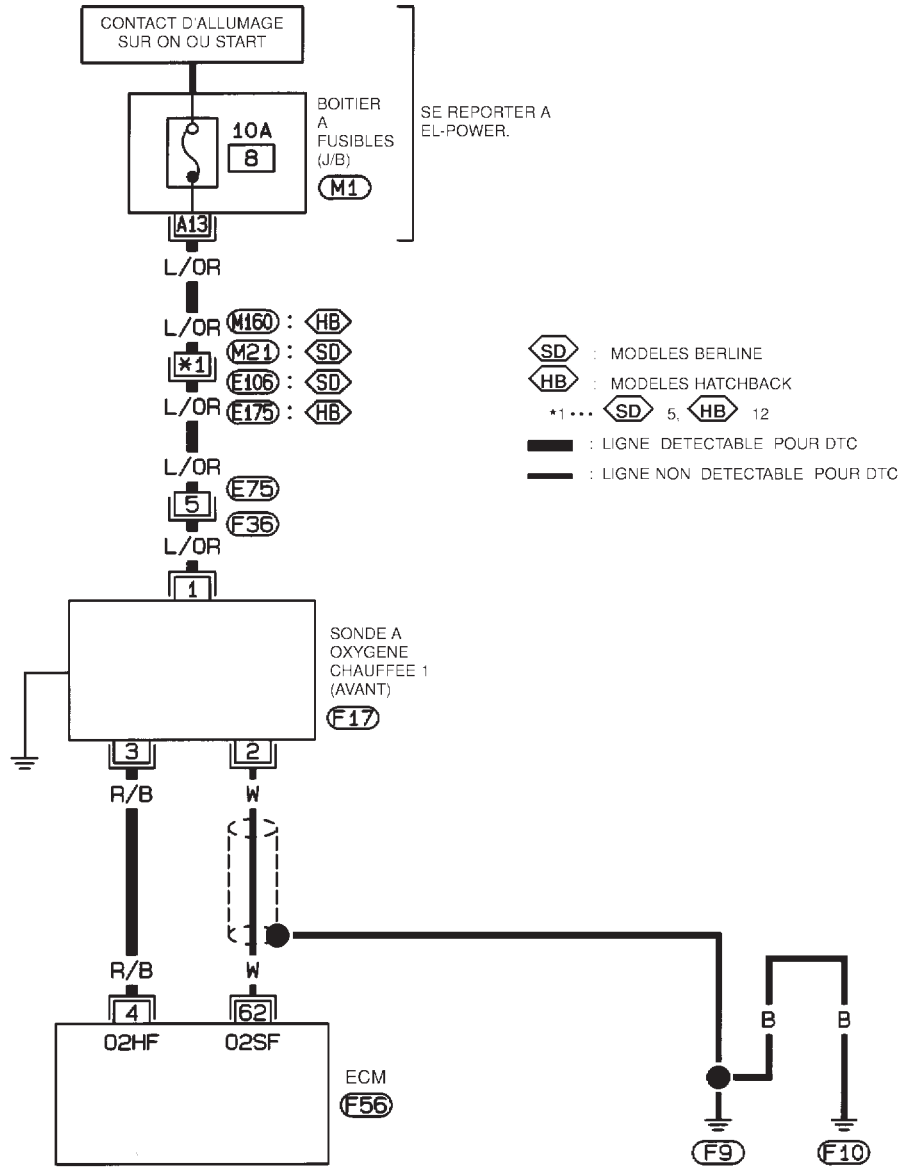 CONTACT D'ALLUMAGE
SUR ON OU START
10A
8
BOITIER
A
FUSIBLES
(J/B)
M1
SE REPORTER A
EL-POWER.
A13
L/OR
L/OR
M160 : HB
M21 : SD
*1
E106 : SD
L/OR
E175 : HB
SD : MODELES BERLINE
HB : MODELES HATCHBACK
*1 ••• SD 5, HB 12
: LIGNE DETECTABLE POUR DTC
: LIGNE NON DETECTABLE POUR DTC
L/OR
E75
5
F36
L/OR
1
SONDE A
OXYGENE
CHAUFFEE 1
(AVANT)
F17
3
2
R/B
W
R/B
W
4
62
O2HF
O2SF
ECM
F56
B
B
F9
F10